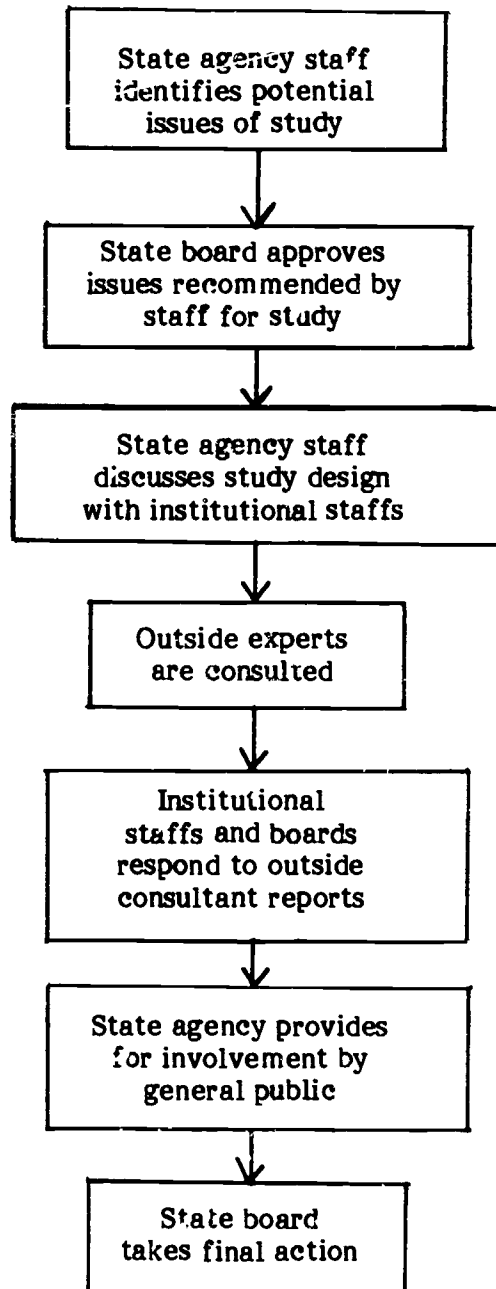 State agency staff
identifies potential
issues of study
State board approves
issues recommended by
staff for study
State agency staff
discusses study design
with institutional staffs
Outside experts
are consulted
Institutional
staffs and boards
respond to outside
consultant reports
State agency provides
for involvement by
general public
State board
takes final action